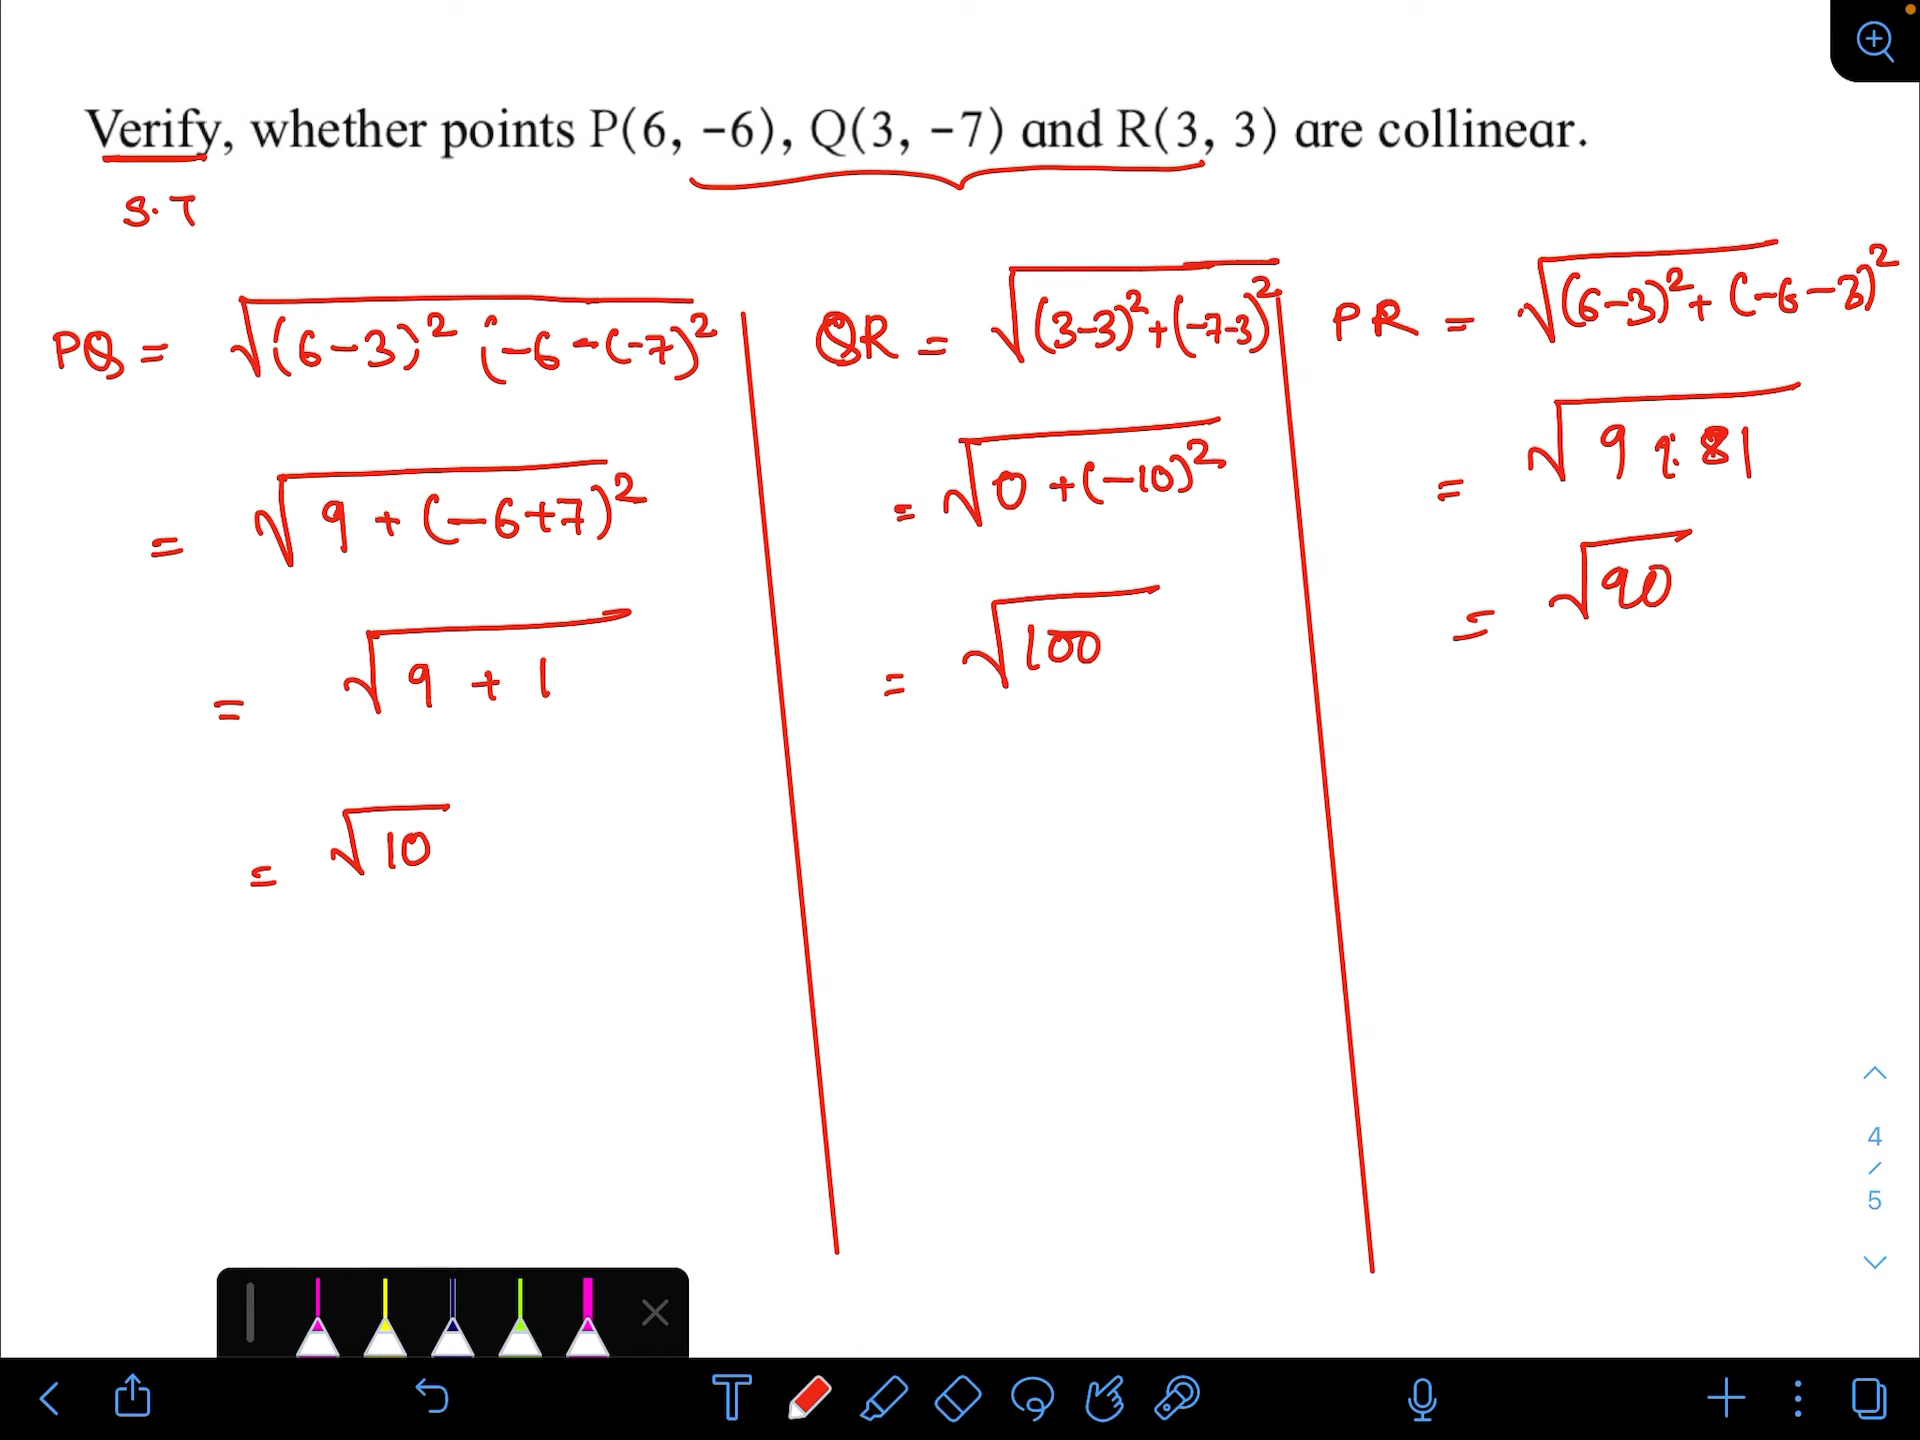 Verify, whether points P(6, −6), Q(3, −7) and R(3, 3) are collinear.
S.T
PQ = √(6-3)² (-6-(-7)²
= √9 + (-6+7)²
= √9 + 1
= √10
QR = √(3-3)²+(-7-3)²
= √0 +(-10)²
= √100
PR = √(6-3)²+ (-6-3)²
= √9 81
= √90
4
/
5
T